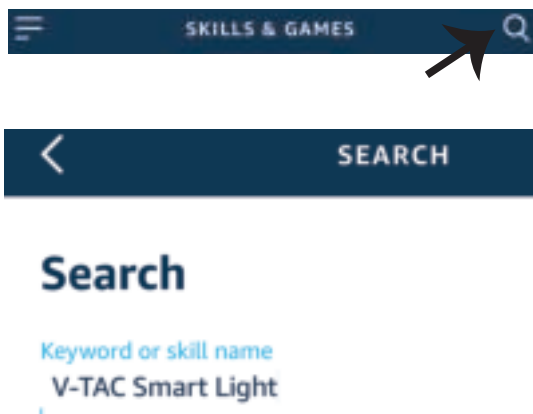 SKILLS & GAMES
SEARCH
Search
Keyword or skill name
V-TAC Smart Light